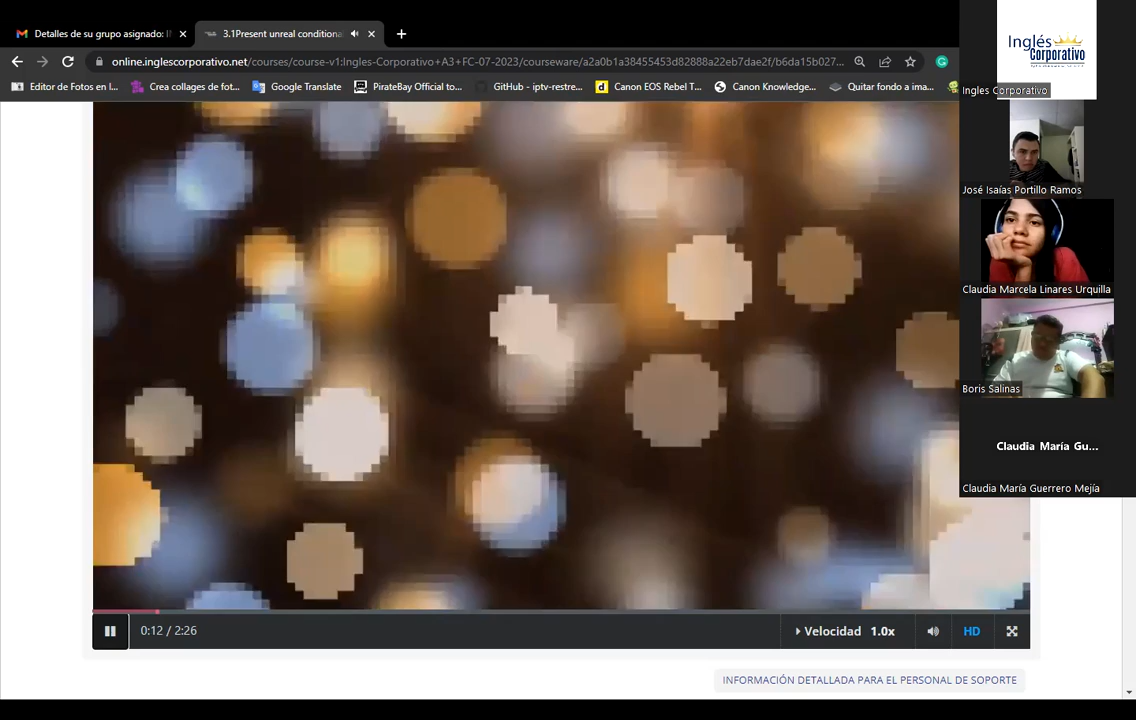 Detalles de su grupo asignado: I
3.1Present unreal conditiona
online.inglescorporativo.net/courses/course-v1:Ingles-Corporativo+A3+FC-07-2023/courseware/a2a0b1a38455453d82888a22eb7dae2f/b6da15b027...
Editor de Fotos en l...
Crea collages de fot...
Google Translate
PirateBay Official to...
GitHub - iptv-restre...
Canon EOS Rebel T...
Canon Knowledge...
Quitar fondo a ima...
Inglés
Corporativo
Ingles Corporativo
José Isaías Portillo Ramos
Claudia Marcela Linares Urquilla
Boris Salinas
Claudia María Gu...
Claudia María Guerrero Mejía
0:12 / 2:26
Velocidad 1.0x
HD
INFORMACIÓN DETALLADA PARA EL PERSONAL DE SOPORTE